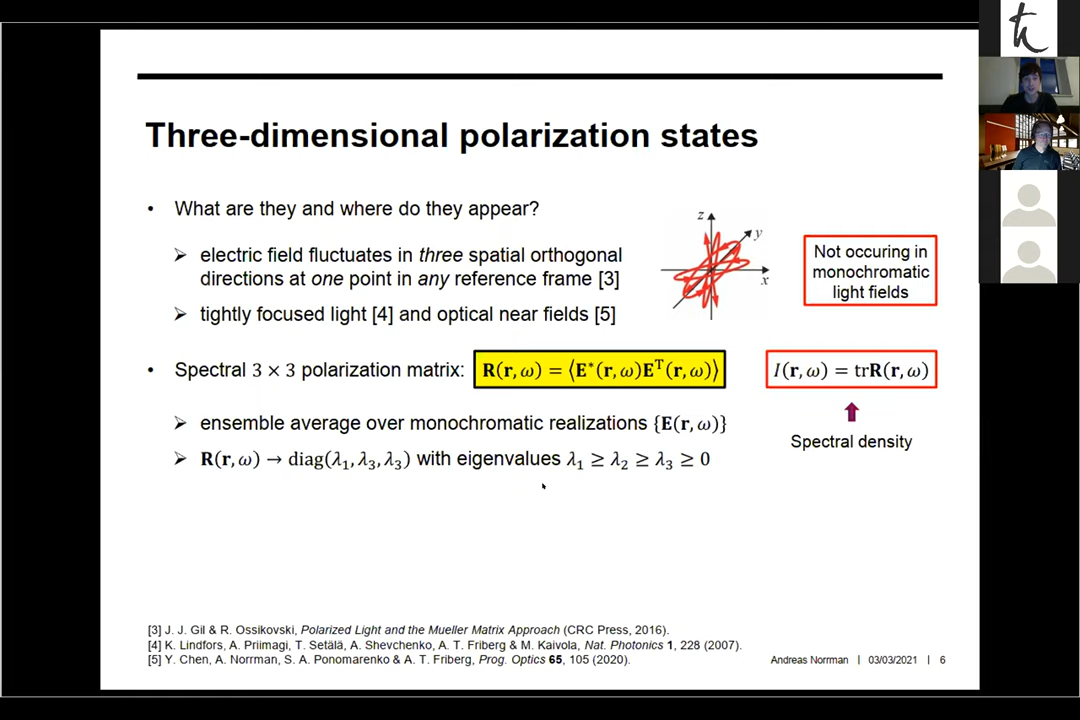 Three-dimensional polarization states
• What are they and where do they appear?
➢ electric field fluctuates in three spatial orthogonal
directions at one point in any reference frame [3]
➢ tightly focused light [4] and optical near fields [5]
z
y
x
Not occuring in
monochromatic
light fields
• Spectral 3 × 3 polarization matrix:
R(r, ω) = ⟨E*(r, ω)Eᵀ(r, ω)⟩
I(r, ω) = trR(r, ω)
Spectral density
➢ ensemble average over monochromatic realizations {E(r, ω)}
➢ R(r, ω) → diag(λ₁, λ₃, λ₃) with eigenvalues λ₁ ≥ λ₂ ≥ λ₃ ≥ 0
[3] J. J. Gil & R. Ossikovski, Polarized Light and the Mueller Matrix Approach (CRC Press, 2016).
[4] K. Lindfors, A. Priimagi, T. Setälä, A. Shevchenko, A. T. Friberg & M. Kaivola, Nat. Photonics 1, 228 (2007).
[5] Y. Chen, A. Norrman, S. A. Ponomarenko & A. T. Friberg, Prog. Optics 65, 105 (2020).
Andreas Norrman | 03/03/2021 | 6